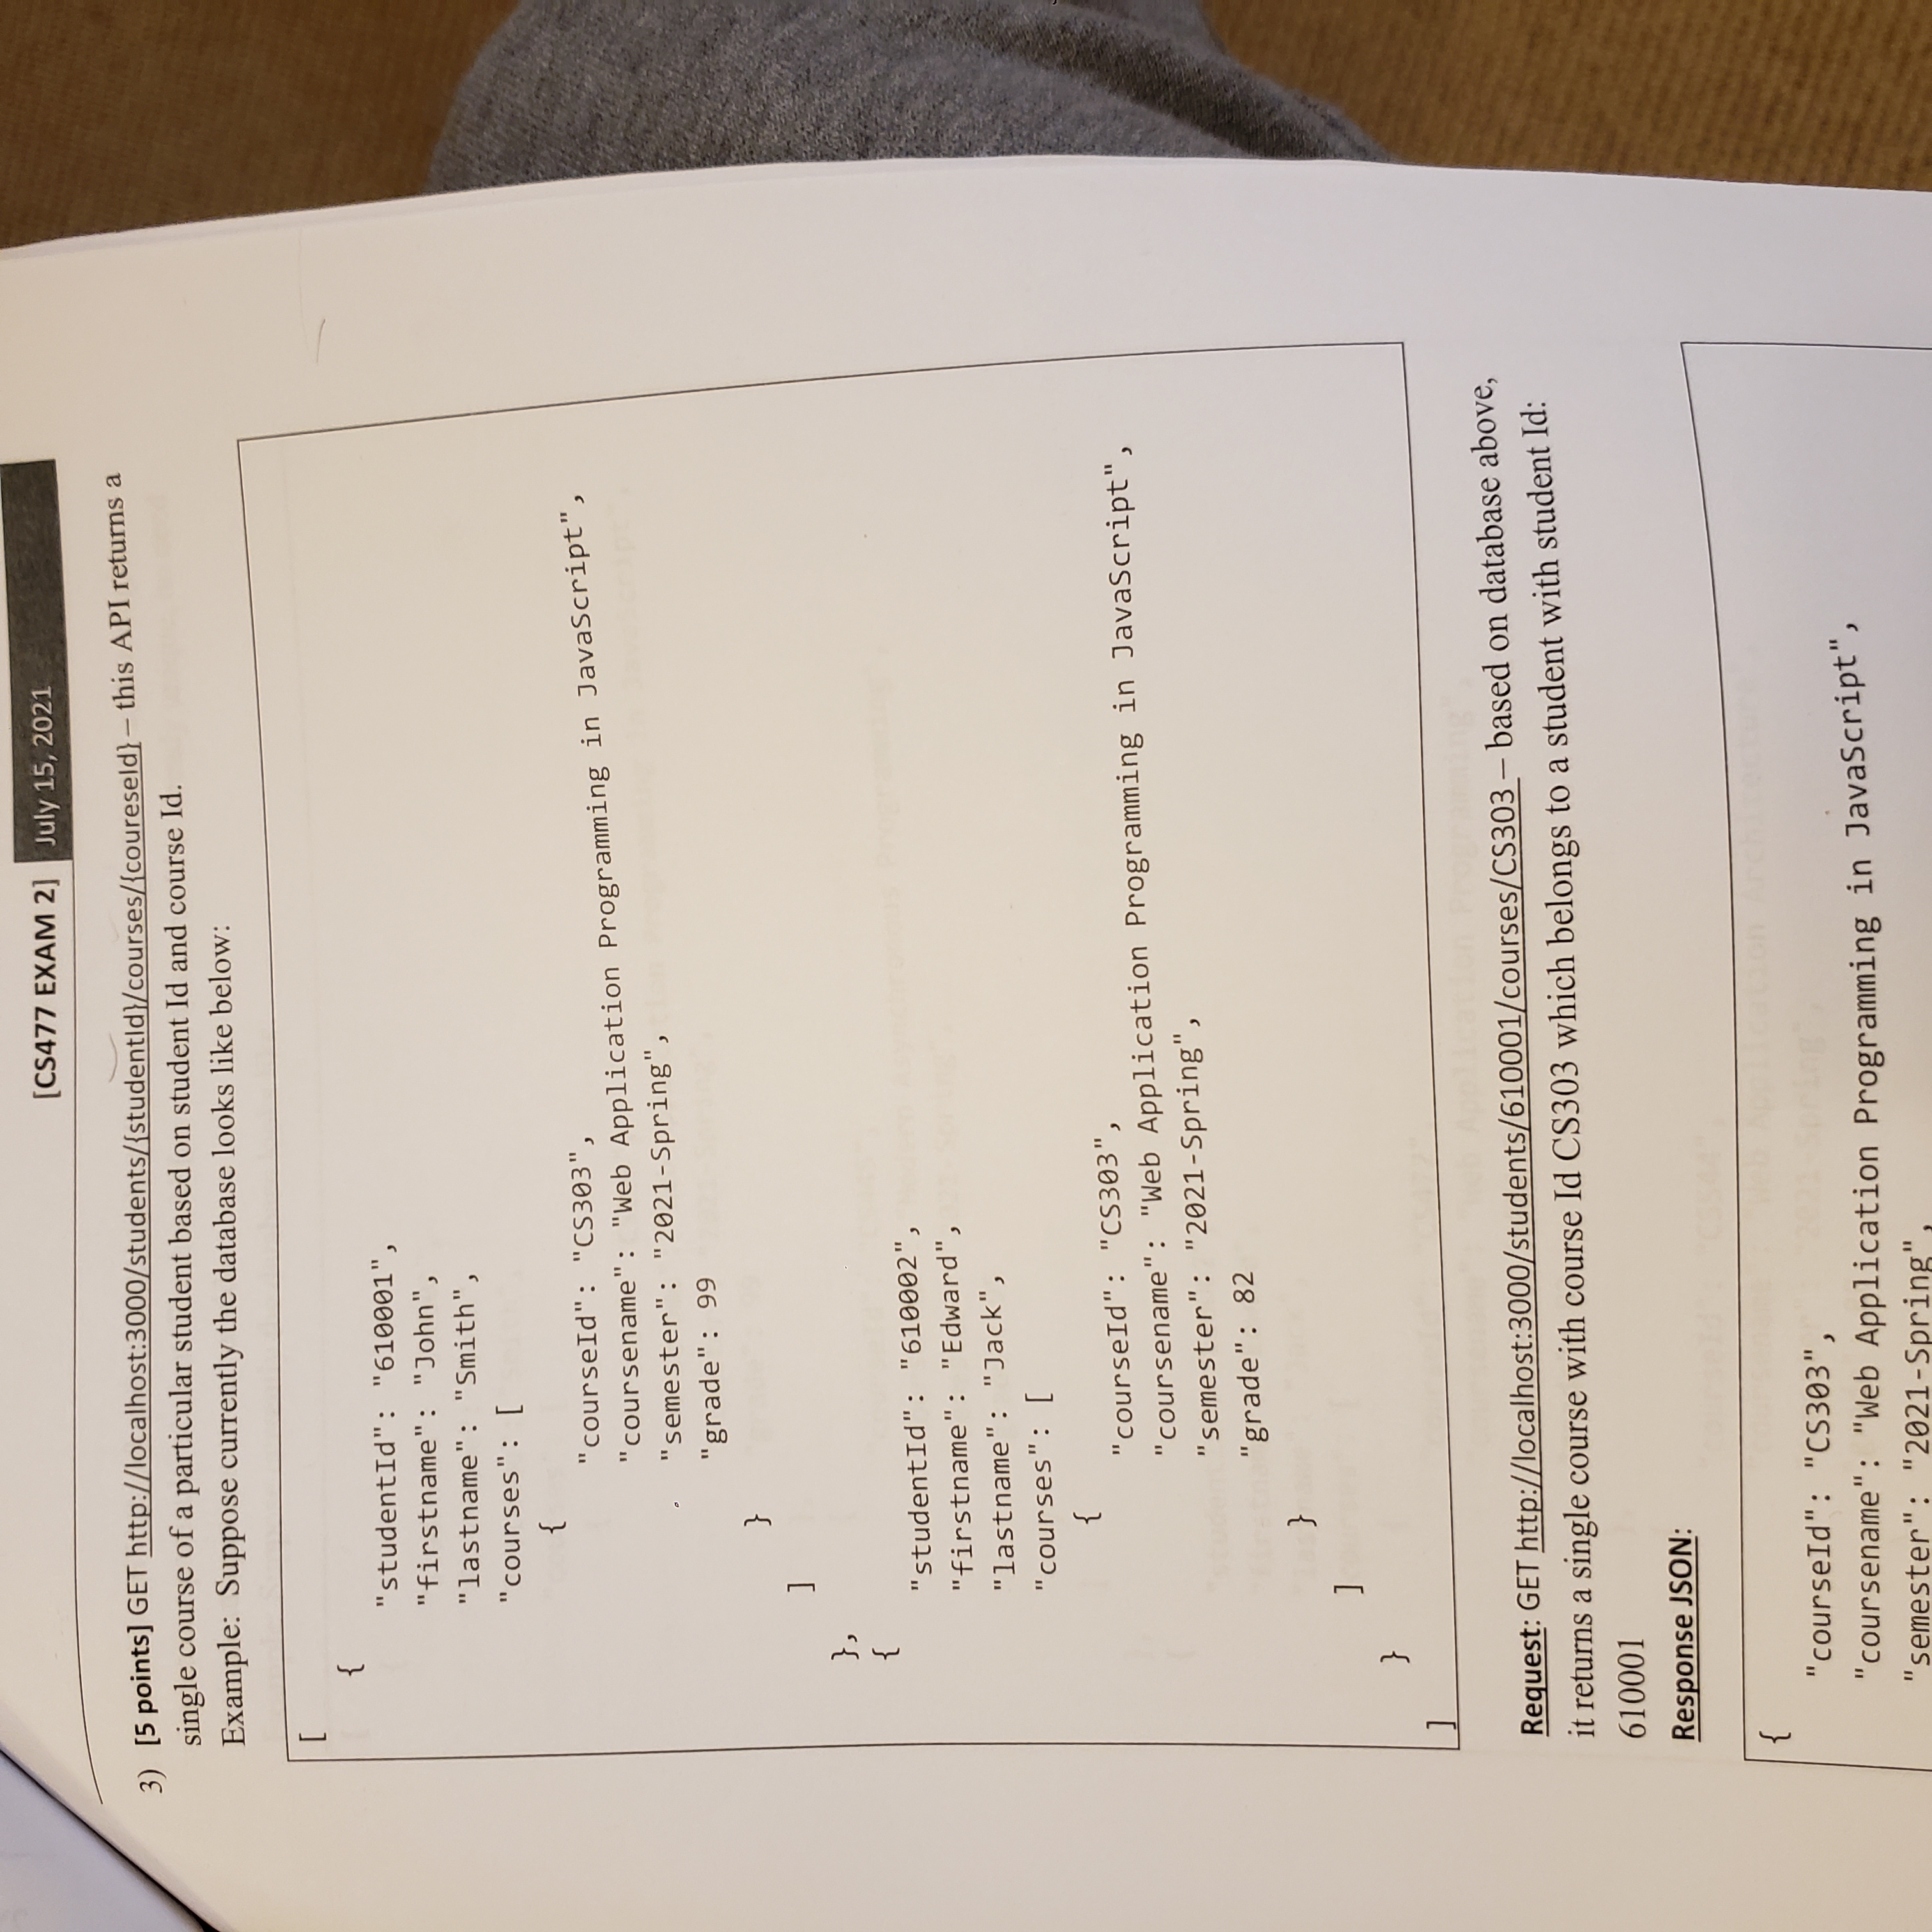 [CS477 EXAM 2] July 15, 2021
3) [5 points] GET http://localhost:3000/students/{studentId}/courses/{coureseId} – this API returns a
single course of a particular student based on student Id and course Id.
Example: Suppose currently the database looks like below:
[
{
"studentId": "610001",
"firstname": "John",
"lastname": "Smith",
"courses": [
{
"courseId": "CS303",
"coursename": "Web Application Programming in JavaScript",
"semester": "2021-Spring",
"grade": 99
}
]
},
{
"studentId": "610002",
"firstname": "Edward",
"lastname": "Jack",
"courses": [
{
"courseId": "CS303",
"coursename": "Web Application Programming in JavaScript",
"semester": "2021-Spring",
"grade": 82
}
]
}
]
Request: GET http://localhost:3000/students/610001/courses/CS303 – based on database above,
it returns a single course with course Id CS303 which belongs to a student with student Id:
610001
Response JSON:
{
"courseId": "CS303",
"coursename": "Web Application Programming in JavaScript",
"semester": "2021-Spring",